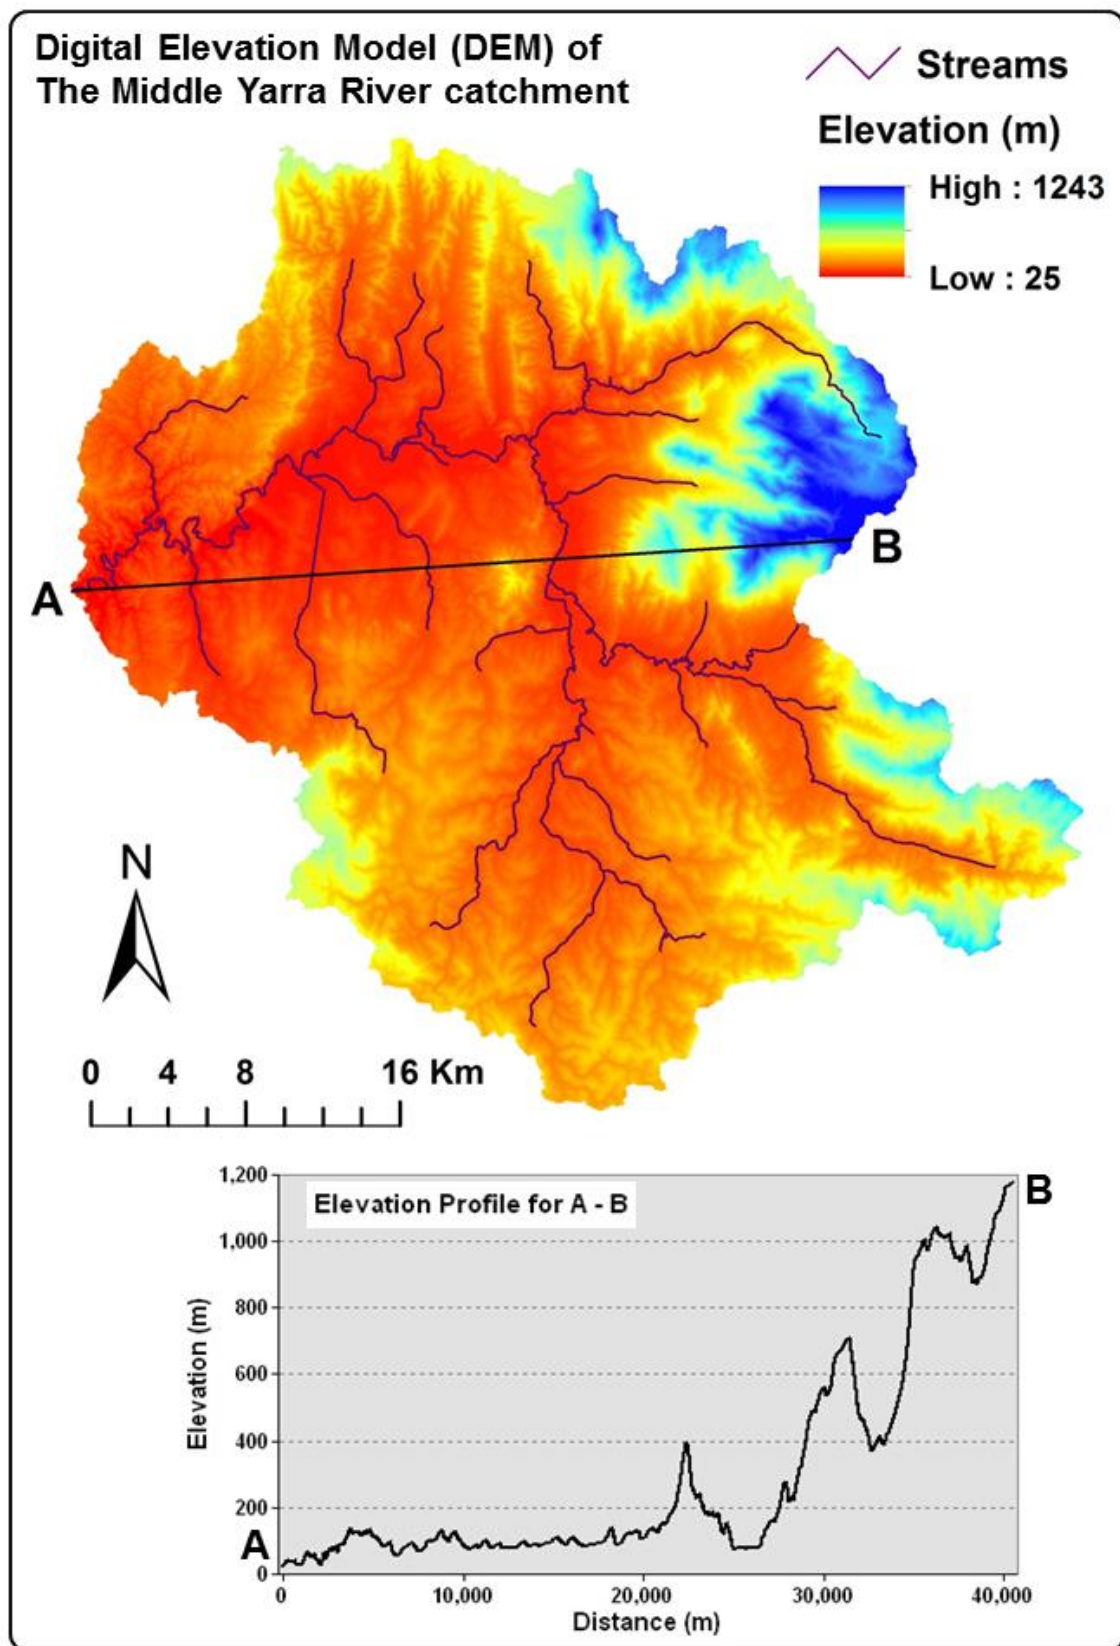 Digital Elevation Model (DEM) of
The Middle Yarra River catchment
Streams
Elevation (m)
High : 1243
Low : 25
A
B
N
0 4 8 16 Km
Elevation Profile for A - B
B
A
Elevation (m)
1,200
1,000
800
600
400
200
0
0 10,000 20,000 30,000 40,000
Distance (m)